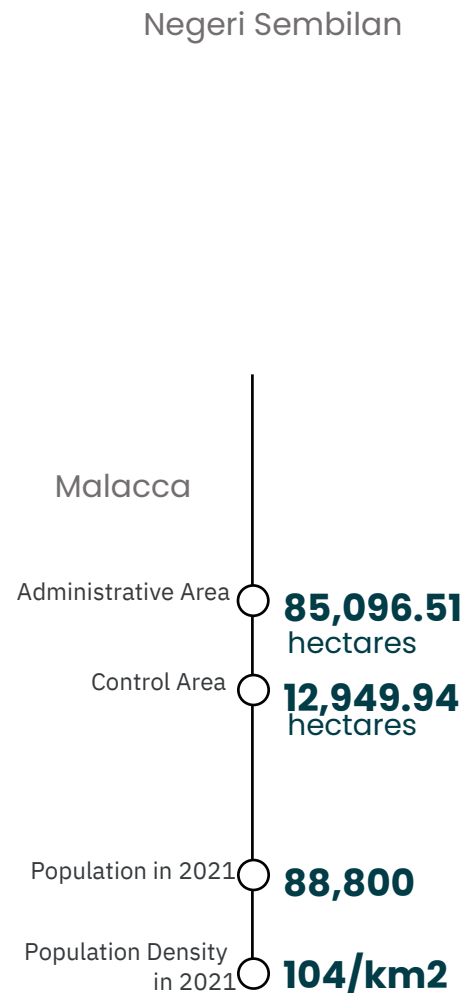 Negeri Sembilan
Malacca
Administrative Area
85,096.51
hectares
Control Area
12,949.94
hectares
Population in 2021
88,800
Population Density
in 2021
104/km2